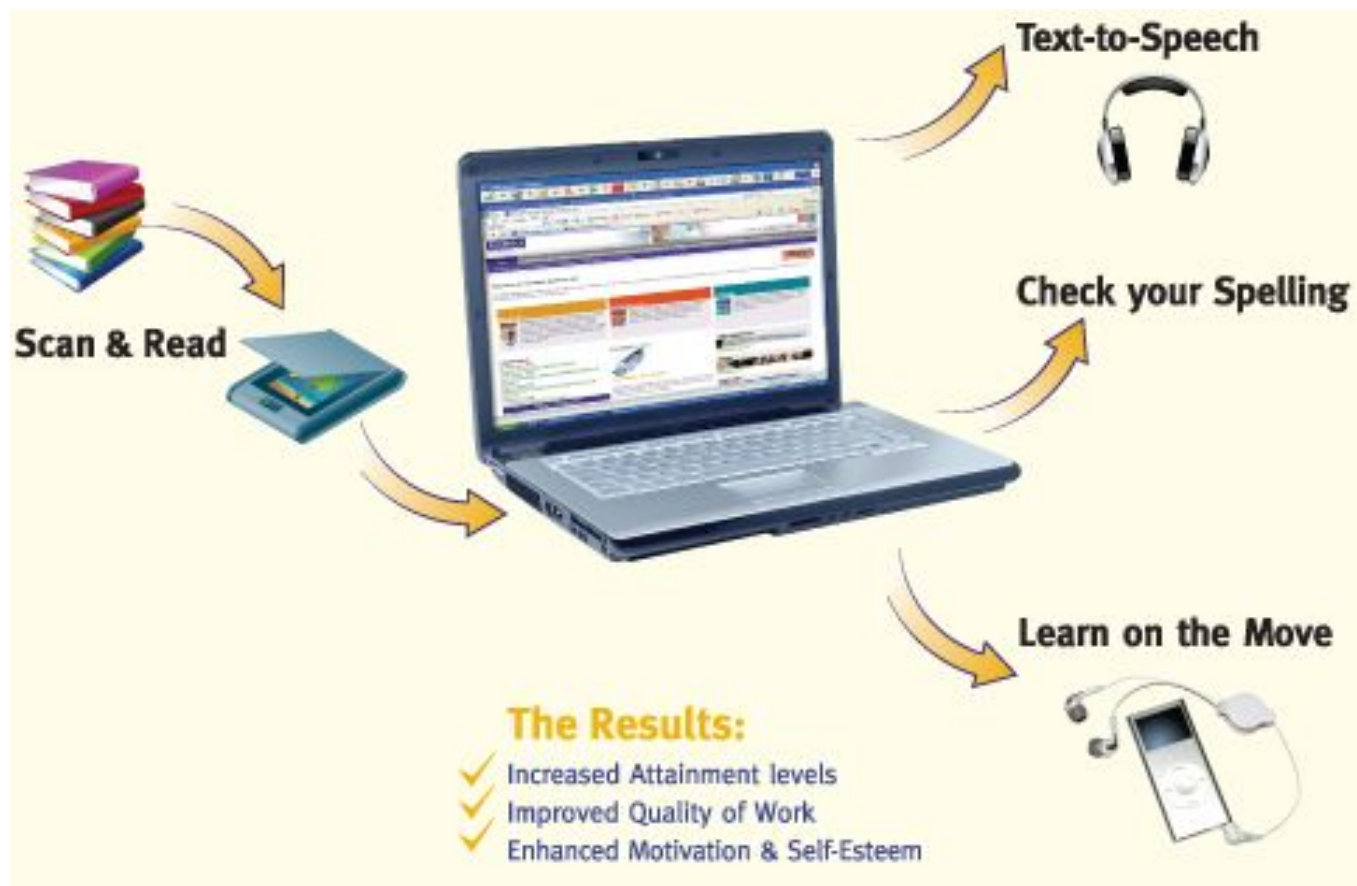 Text-to-Speech
Check your Spelling
Scan & Read
Learn on the Move
The Results:
Increased Attainment levels
Improved Quality of Work
Enhanced Motivation & Self-Esteem